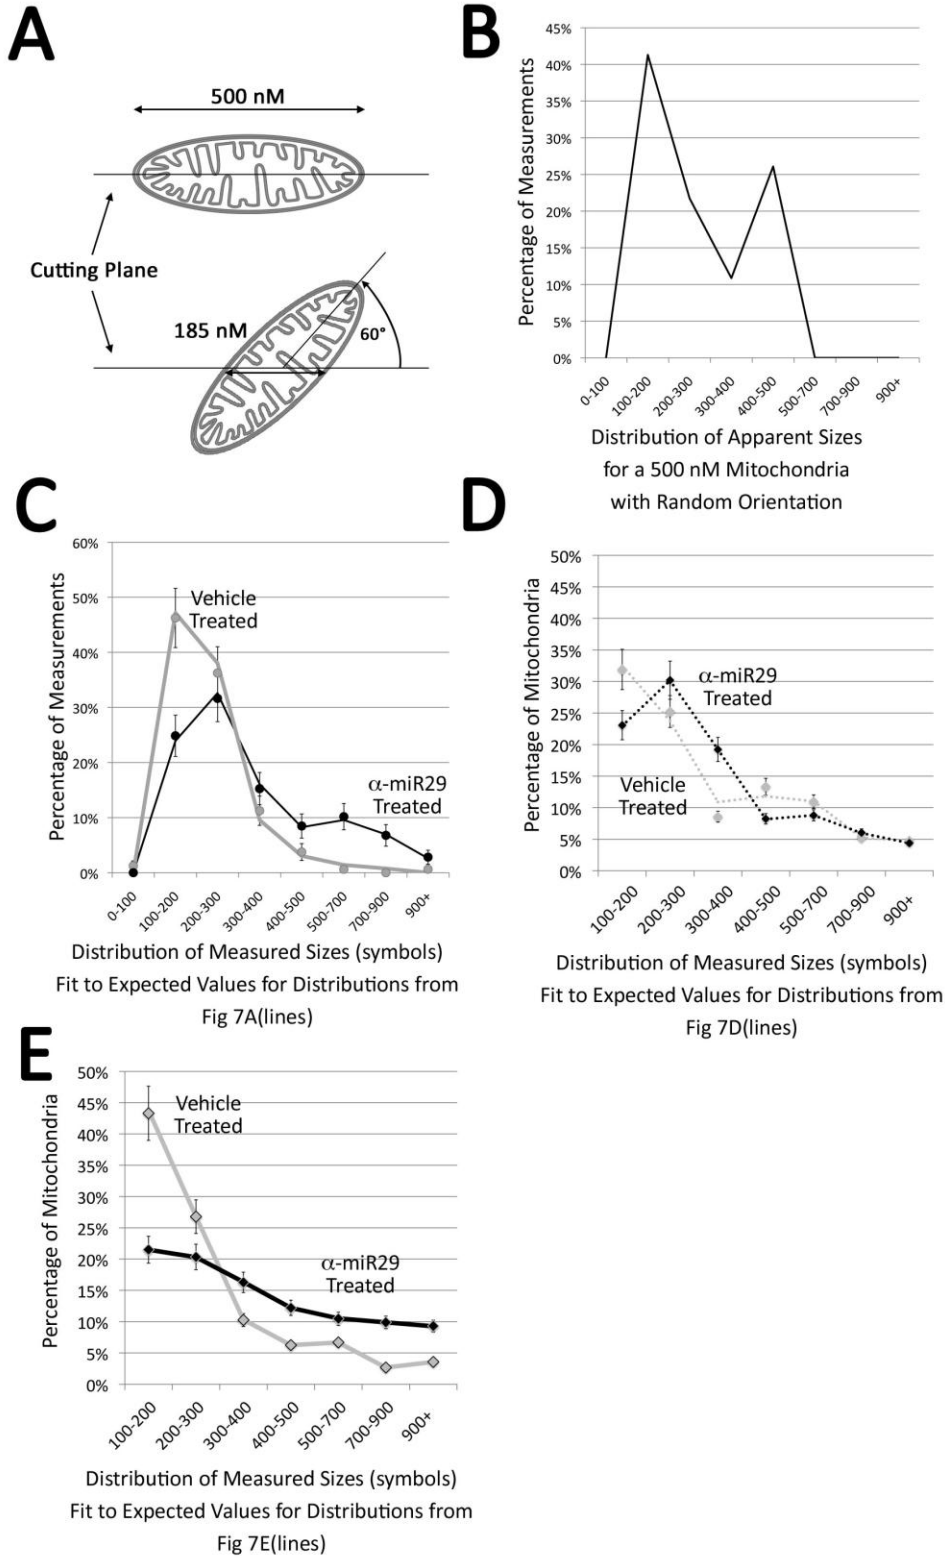 A
500 nM
Cutting Plane
185 nM
60°
B
Percentage of Measurements
45%
40%
35%
30%
25%
20%
15%
10%
5%
0%
0-100
100-200
200-300
300-400
400-500
500-700
700-900
900+
Distribution of Apparent Sizes
for a 500 nM Mitochondria
with Random Orientation
C
Percentage of Measurements
60%
50%
40%
30%
20%
10%
0%
Vehicle
Treated
α-miR29
Treated
0-100
100-200
200-300
300-400
400-500
500-700
700-900
900+
Distribution of Measured Sizes (symbols)
Fit to Expected Values for Distributions from
Fig 7A(lines)
D
Percentage of Mitochondria
50%
45%
40%
35%
30%
25%
20%
15%
10%
5%
0%
α-miR29
Treated
Vehicle
Treated
100-200
200-300
300-400
400-500
500-700
700-900
900+
Distribution of Measured Sizes (symbols)
Fit to Expected Values for Distributions from
Fig 7D(lines)
E
Percentage of Mitochondria
50%
45%
40%
35%
30%
25%
20%
15%
10%
5%
0%
Vehicle
Treated
α-miR29
Treated
100-200
200-300
300-400
400-500
500-700
700-900
900+
Distribution of Measured Sizes (symbols)
Fit to Expected Values for Distributions from
Fig 7E(lines)